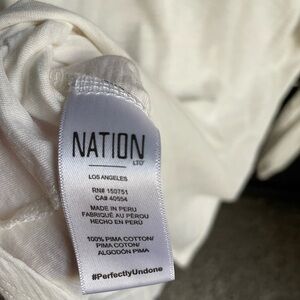 NATION
LTD
LOS ANGELES
RN# 150751
CA# 40554
MADE IN PERU
FABRIQUÉ AU PÉROU
HECHO EN PERÚ
100% PIMA COTTON/
PIMA COTON/
ALGODÓN PIMA
#PerfectlyUndone